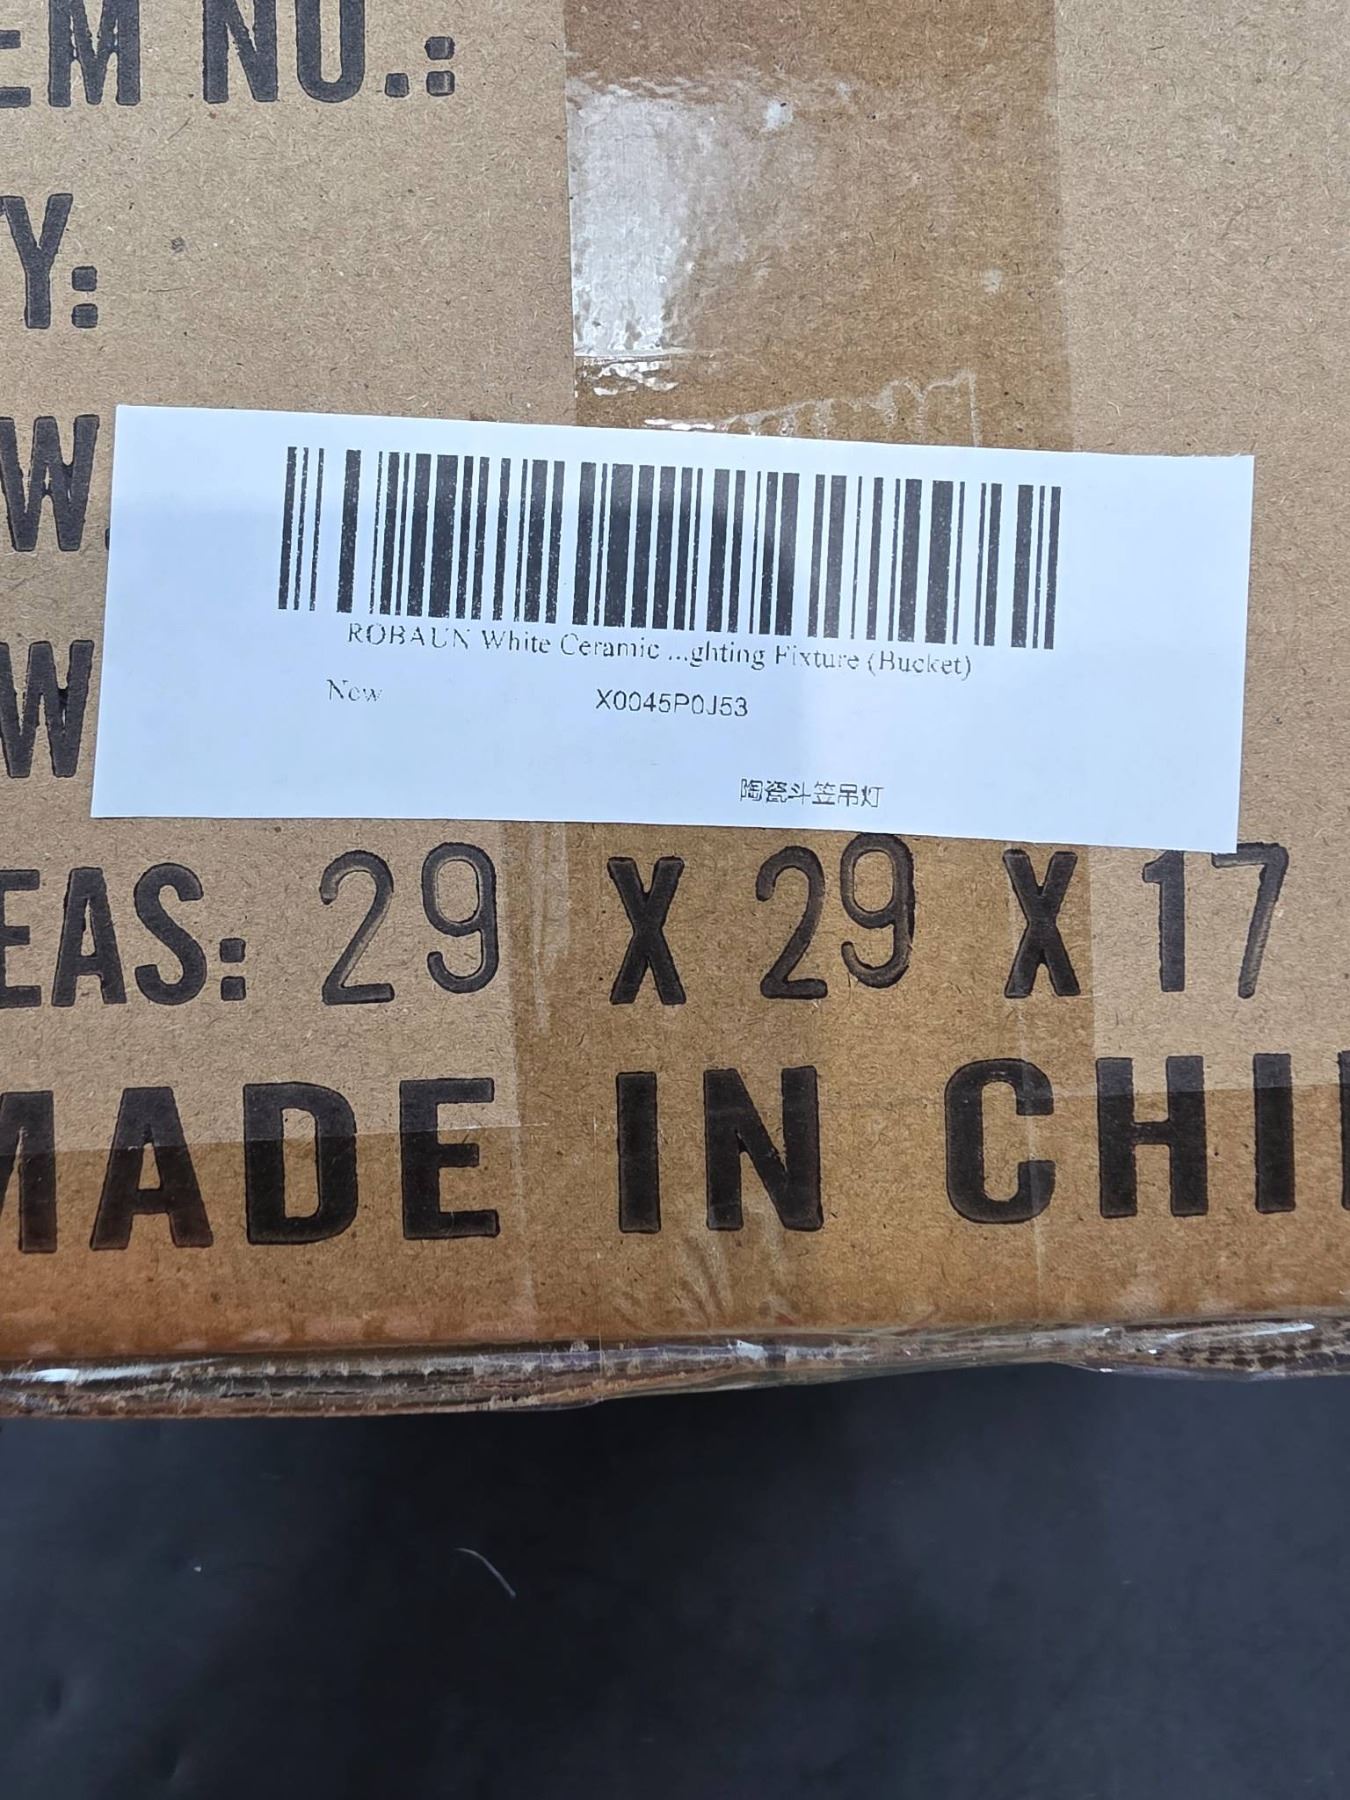 EM NO.:
Y:
W.
ROBAUN White Ceramic ...ghting Fixture (Bucket)
New X0045P0J53
W
陶瓷斗笠吊灯
EAS: 29 X 29 X 17
MADE IN CHI